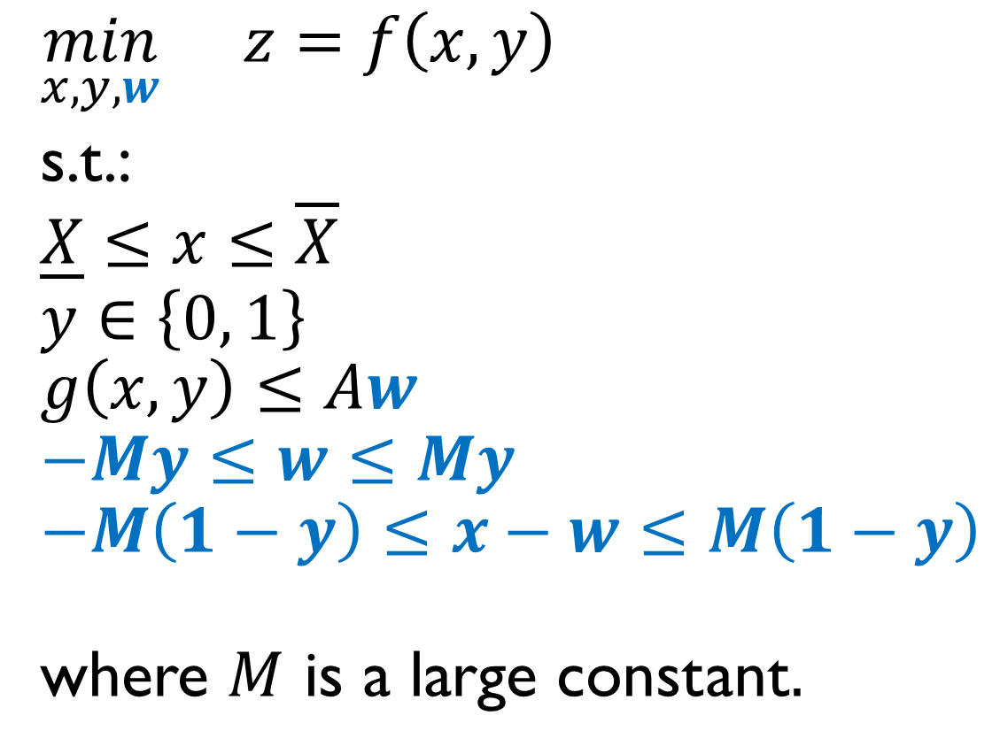 min z = f(x, y)
x,y,w
s.t.:
X̲ ≤ x ≤ X̅
y ∈ {0, 1}
g(x, y) ≤ Aw
−My ≤ w ≤ My
−M(1 − y) ≤ x − w ≤ M(1 − y)
where M is a large constant.